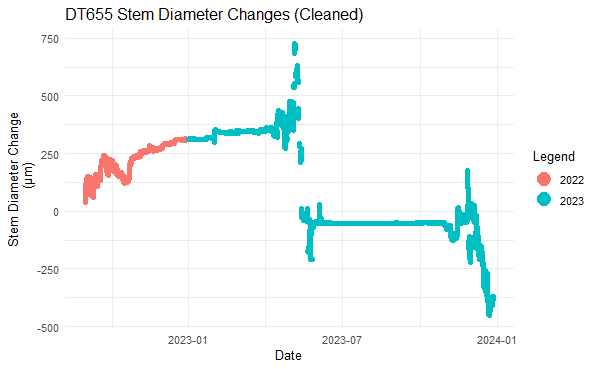 DT655 Stem Diameter Changes (Cleaned)
750
500
250
0
-250
-500
Stem Diameter Change
(µm)
2023-01
2023-07
2024-01
Date
Legend
2022
2023